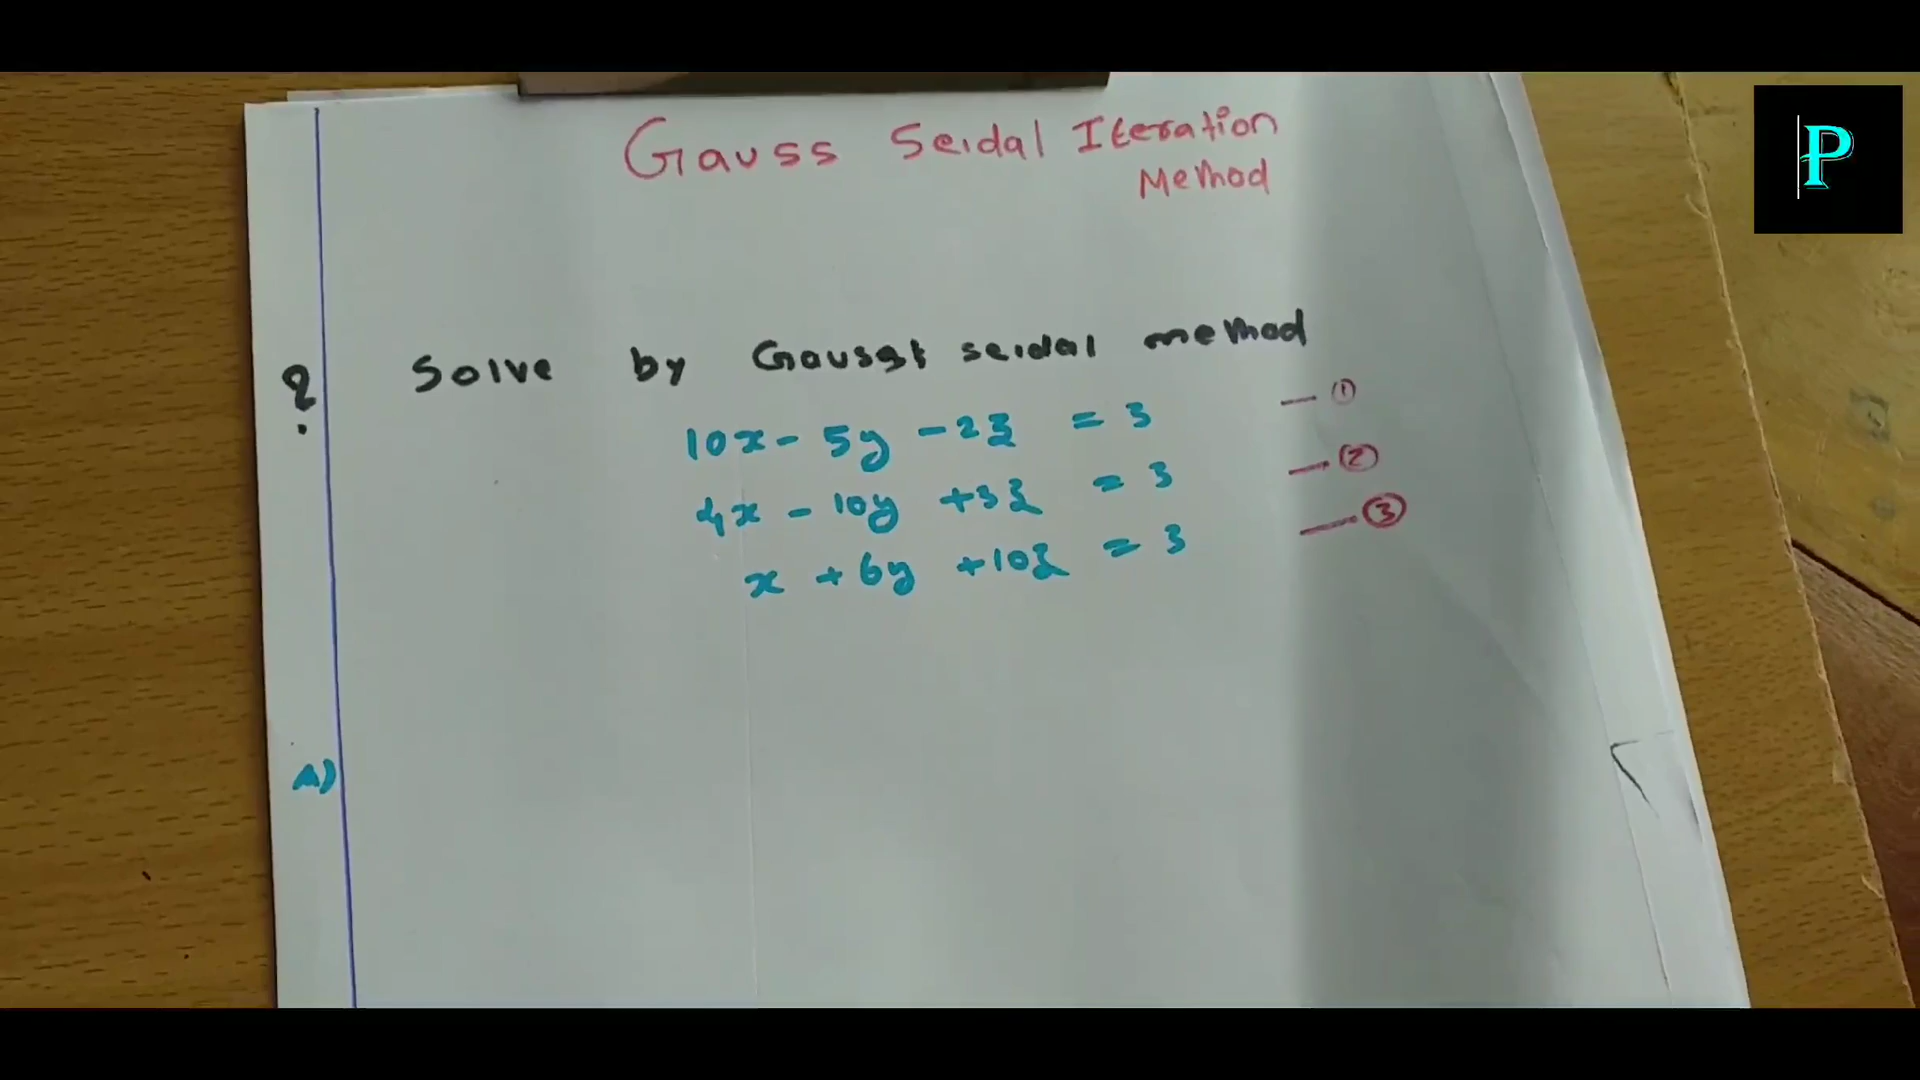 P
Gauss Seidal Iteration
Method
? Solve by Gausst seidal method
10x - 5y - 2z = 3 — ①
4x - 10y + 3z = 3 — ②
x + 6y + 10z = 3 — ③
A)